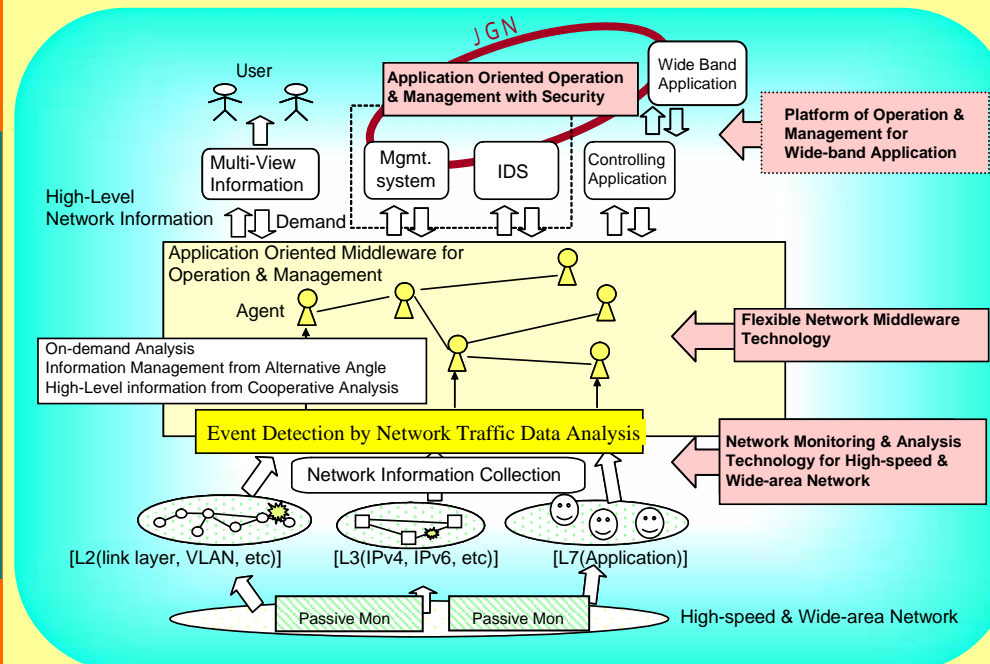 JGN
User
Wide Band
Application
Application Oriented Operation
& Management with Security
Platform of Operation &
Management for
Wide-band Application
Multi-View
Information
Mgmt.
system
IDS
Controlling
Application
High-Level
Network Information
Demand
Application Oriented Middleware for
Operation & Management
Agent
Flexible Network Middleware
Technology
On-demand Analysis
Information Management from Alternative Angle
High-Level information from Cooperative Analysis
Event Detection by Network Traffic Data Analysis
Network Monitoring & Analysis
Technology for High-speed &
Wide-area Network
Network Information Collection
[L2(link layer, VLAN, etc)]
[L3(IPv4, IPv6, etc)]
[L7(Application)]
Passive Mon
Passive Mon
High-speed & Wide-area Network